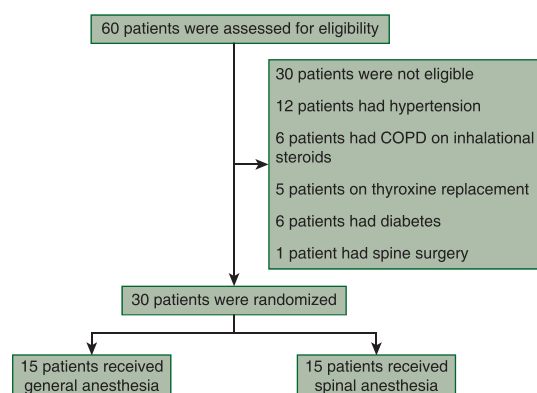 60 patients were assessed for eligibility
30 patients were not eligible
12 patients had hypertension
6 patients had COPD on inhalational
steroids
5 patients on thyroxine replacement
6 patients had diabetes
1 patient had spine surgery
30 patients were randomized
15 patients received
general anesthesia
15 patients received
spinal anesthesia